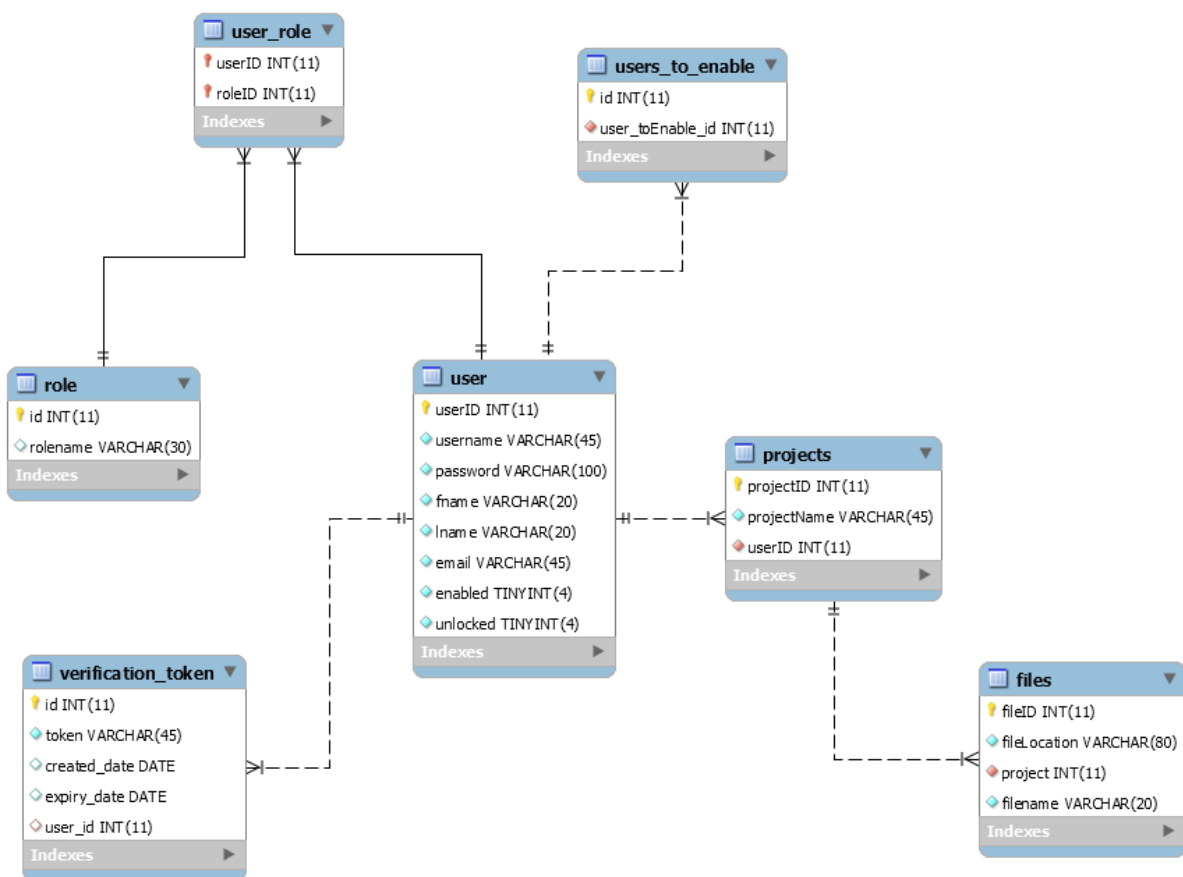 user_role
userID INT(11)
roleID INT(11)
Indexes
users_to_enable
id INT(11)
user_toEnable_id INT(11)
Indexes
role
id INT(11)
rolename VARCHAR(30)
Indexes
user
userID INT(11)
username VARCHAR(45)
password VARCHAR(100)
fname VARCHAR(20)
lname VARCHAR(20)
email VARCHAR(45)
enabled TINYINT(4)
unlocked TINYINT(4)
Indexes
projects
projectID INT(11)
projectName VARCHAR(45)
userID INT(11)
Indexes
verification_token
id INT(11)
token VARCHAR(45)
created_date DATE
expiry_date DATE
user_id INT(11)
Indexes
files
fileID INT(11)
fileLocation VARCHAR(80)
project INT(11)
filename VARCHAR(20)
Indexes